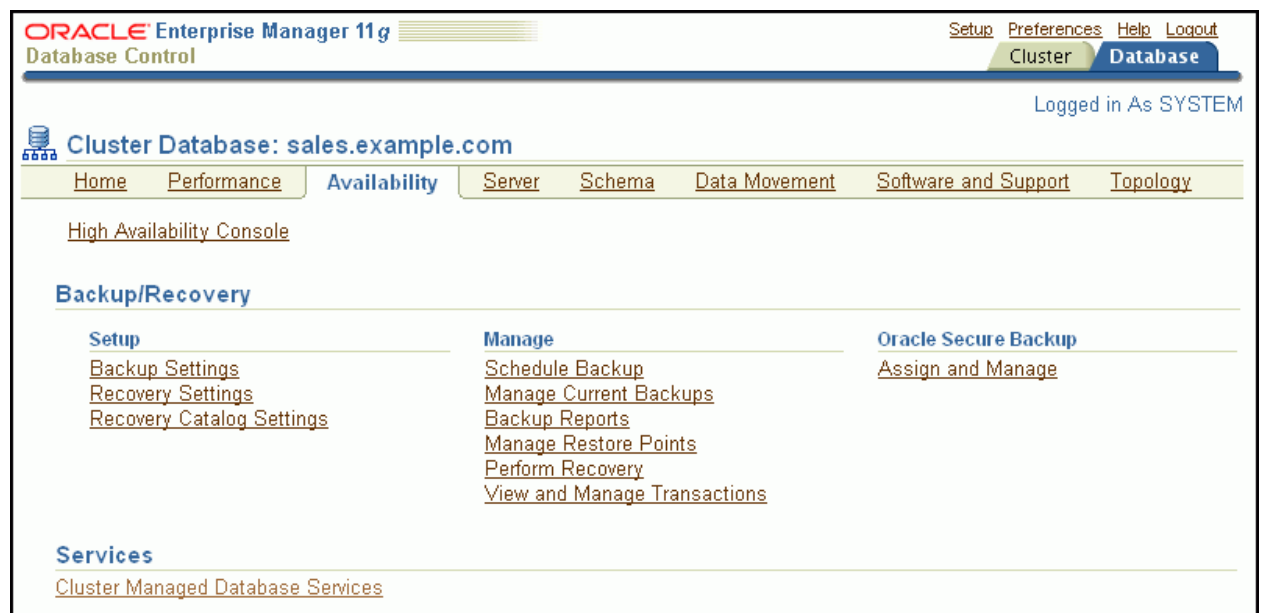 ORACLE Enterprise Manager 11g
Database Control
Setup Preferences Help Logout
Cluster Database
Logged in As SYSTEM
Cluster Database: sales.example.com
Home Performance Availability Server Schema Data Movement Software and Support Topology
High Availability Console
Backup/Recovery
Setup
Backup Settings
Recovery Settings
Recovery Catalog Settings
Manage
Schedule Backup
Manage Current Backups
Backup Reports
Manage Restore Points
Perform Recovery
View and Manage Transactions
Oracle Secure Backup
Assign and Manage
Services
Cluster Managed Database Services